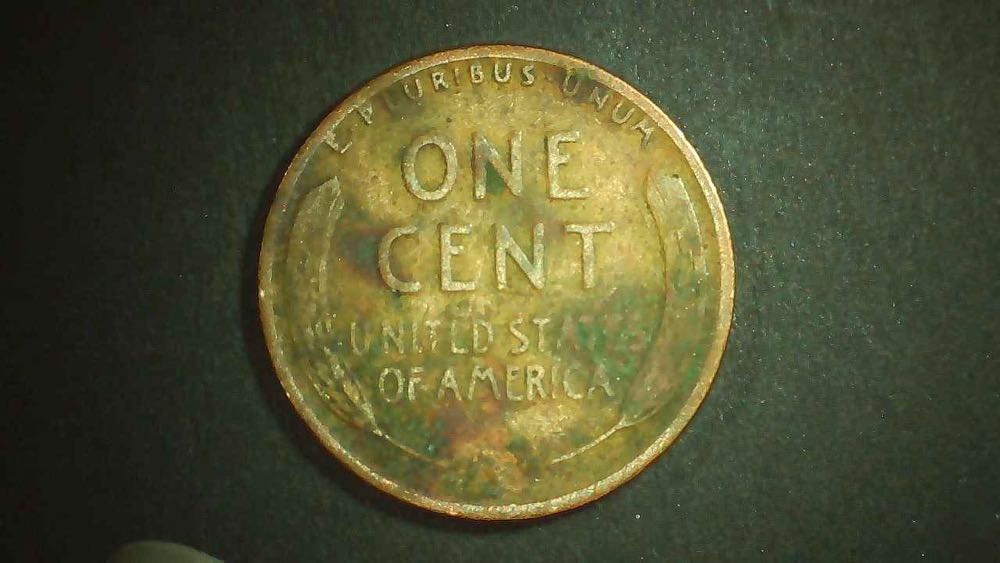 E PLURIBUS UNUM
ONE
CENT
UNITED STATES
OF AMERICA